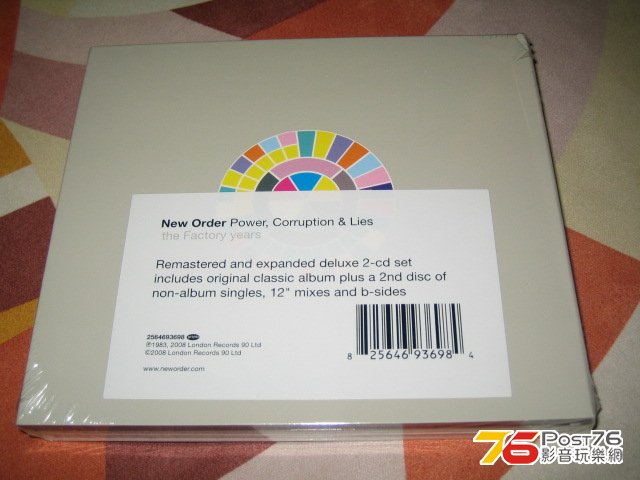 New Order Power, Corruption & Lies
the Factory years
Remastered and expanded deluxe 2-cd set
includes original classic album plus a 2nd disc of
non-album singles, 12" mixes and b-sides
2564693698
℗1983, 2008 London Records 90 Ltd
©2008 London Records 90 Ltd
www.neworder.com
8 25646 93698 4
76 Post76
影音玩樂網